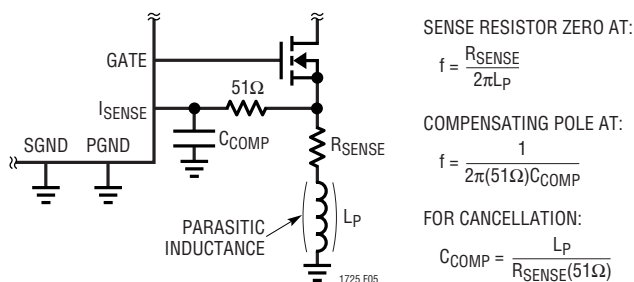 GATE
51Ω
I_SENSE
C_COMP
SGND PGND
R_SENSE
PARASITIC
INDUCTANCE
L_P
1725 F05
SENSE RESISTOR ZERO AT:
f = R_SENSE / 2πL_P
COMPENSATING POLE AT:
f = 1 / 2π(51Ω)C_COMP
FOR CANCELLATION:
C_COMP = L_P / R_SENSE(51Ω)